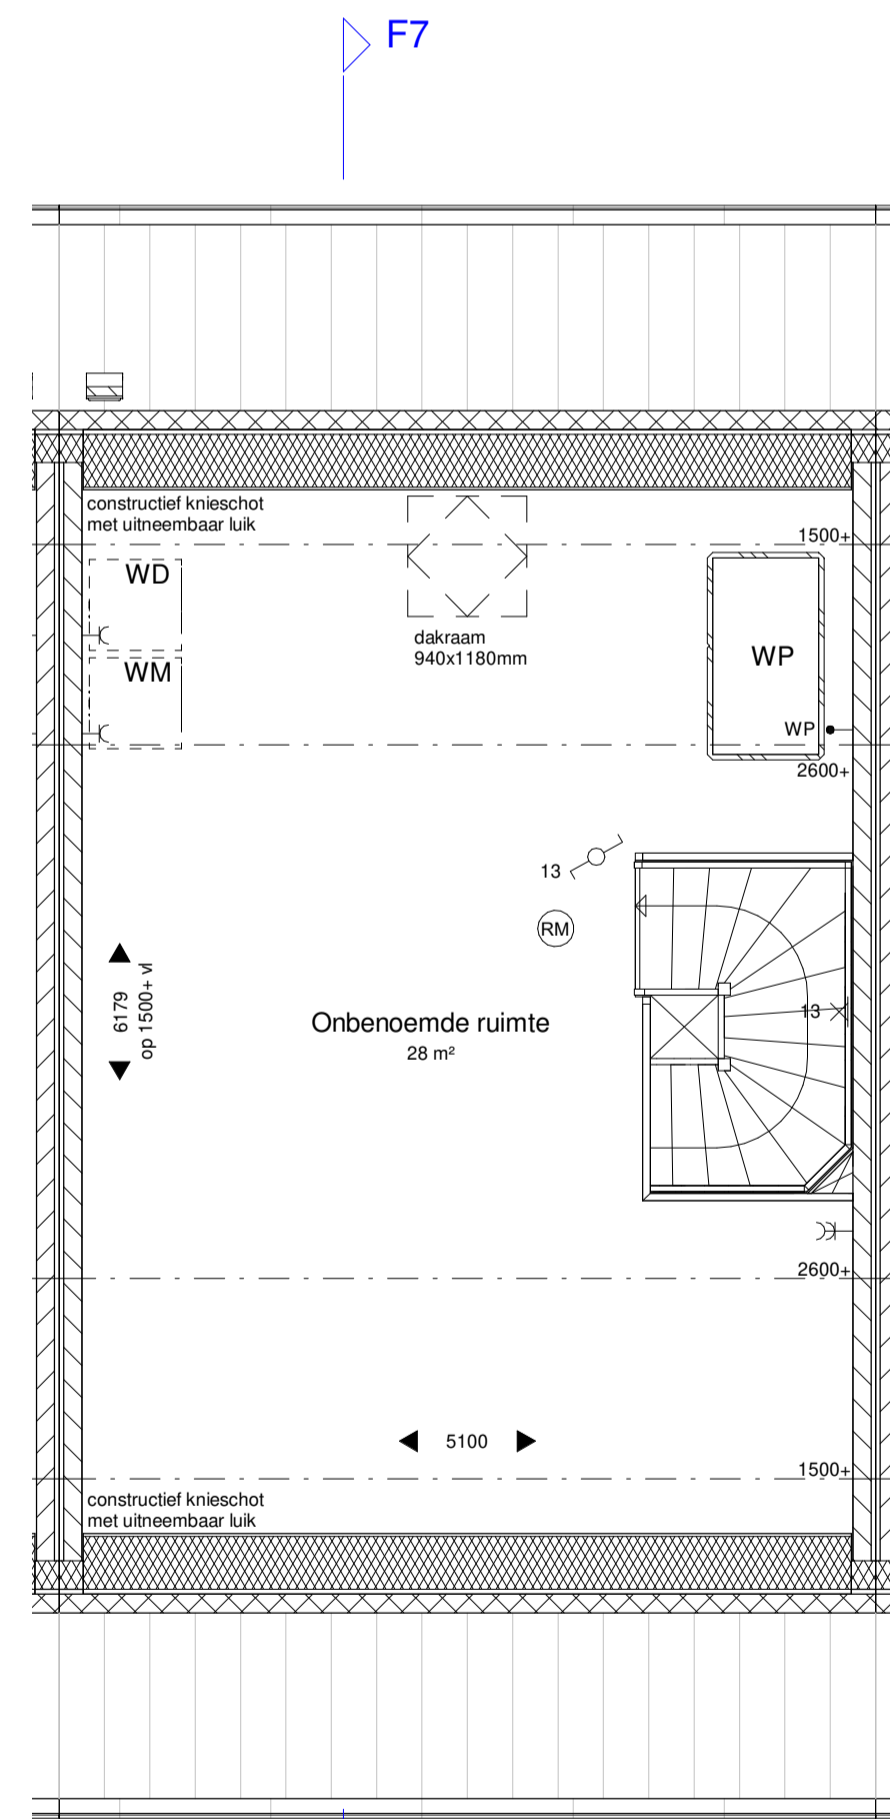 F7
constructief knieschot
met uitneembaar luik
1500+
WD
dakraam
940x1180mm
WM
WP
WP
2600+
13
RM
6179
op 1500+ vl
13
Onbenoemde ruimte
28 m²
2600+
5100
1500+
constructief knieschot
met uitneembaar luik